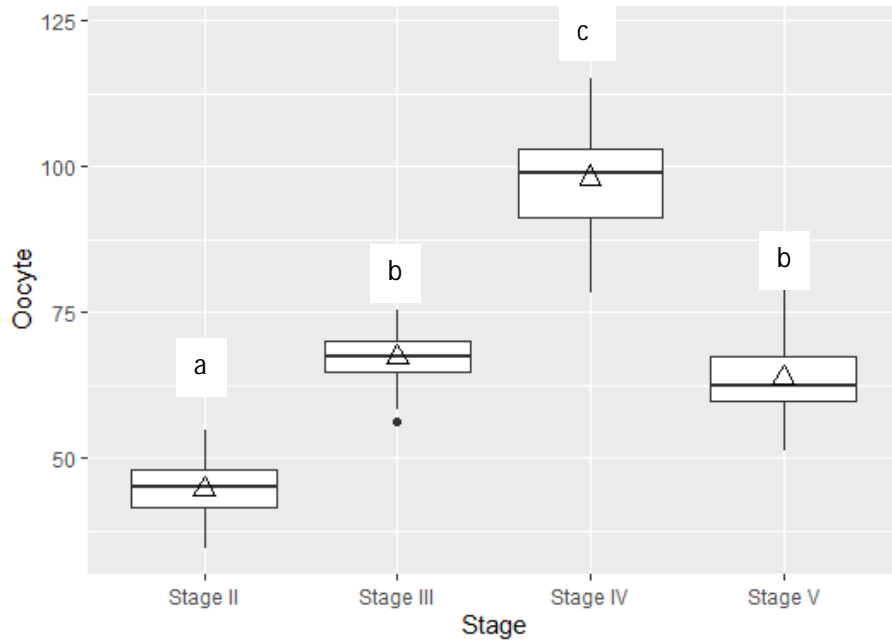 125
100
75
50
Oocyte
a
b
c
b
Stage II
Stage III
Stage IV
Stage V
Stage